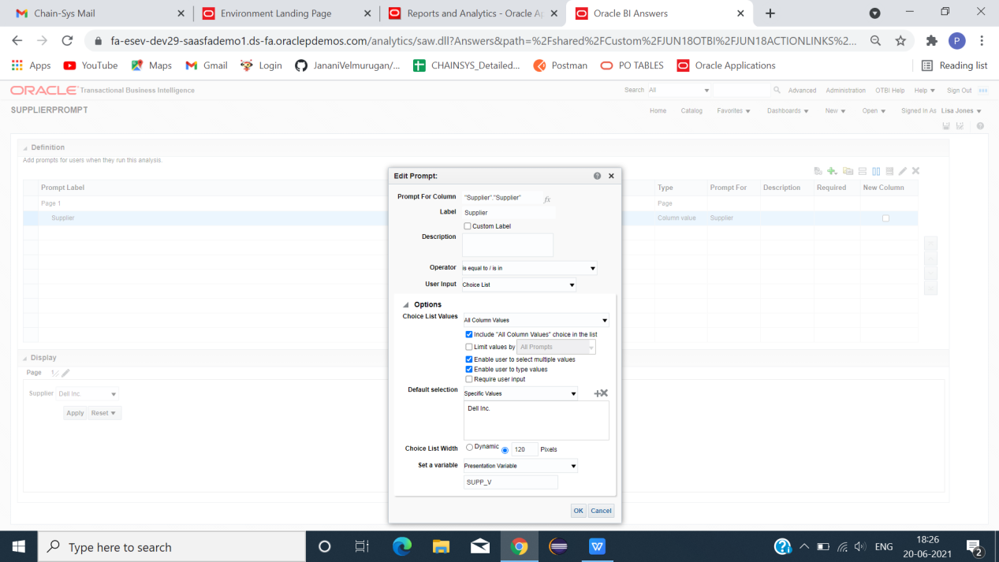 Chain-Sys Mail
Environment Landing Page
Reports and Analytics - Oracle Ap
Oracle BI Answers
fa-esev-dev29-saasfademo1.ds-fa.oraclepdemos.com/analytics/saw.dll?Answers&path=%2Fshared%2FCustom%2FJUN18OTBI%2FJUN18ACTIONLINKS%2...
P
Apps YouTube Maps Gmail Login JananiVelmurugan/... CHAINSYS_Detailed... Postman PO TABLES Oracle Applications Reading list
ORACLE Transactional Business Intelligence
Search All Advanced Administration OTBI Help Help Sign Out
SUPPLIERPROMPT
Home Catalog Favorites Dashboards New Open Signed In As Lisa Jones
Definition
Add prompts for users when they run this analysis.
Prompt Label Type Prompt For Description Required New Column
Page 1 Page
Supplier Column value Supplier
Display
Page 1
Supplier Dell Inc
Apply Reset
Edit Prompt:
Prompt For Column "Supplier"."Supplier" fx
Label Supplier
Custom Label
Description
Operator is equal to / is in
User Input Choice List
Options
Choice List Values All Column Values
Include "All Column Values" choice in the list
Limit values by All Prompts
Enable user to select multiple values
Enable user to type values
Require user input
Default selection Specific Values
Dell Inc.
Choice List Width Dynamic 120 Pixels
Set a variable Presentation Variable
SUPP_V
OK Cancel
Type here to search
ENG
18:26
20-06-2021
2